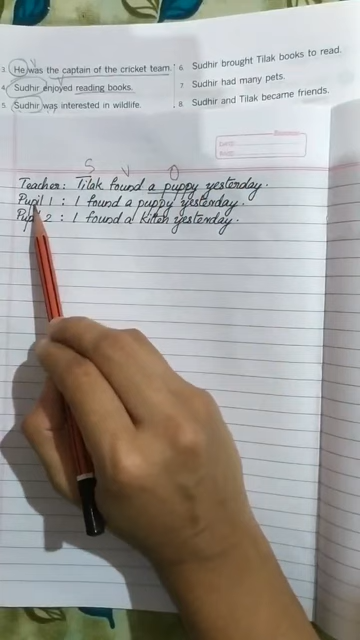 3. He was the captain of the cricket team.
4. Sudhir enjoyed reading books.
5. Sudhir was interested in wildlife.
6. Sudhir brought Tilak books to read.
7. Sudhir had many pets.
8. Sudhir and Tilak became friends.
S V O
Teacher: Tilak found a puppy yesterday.
Pupil 1 : I found a puppy yesterday.
Pupil 2 : I found a kitten yesterday.